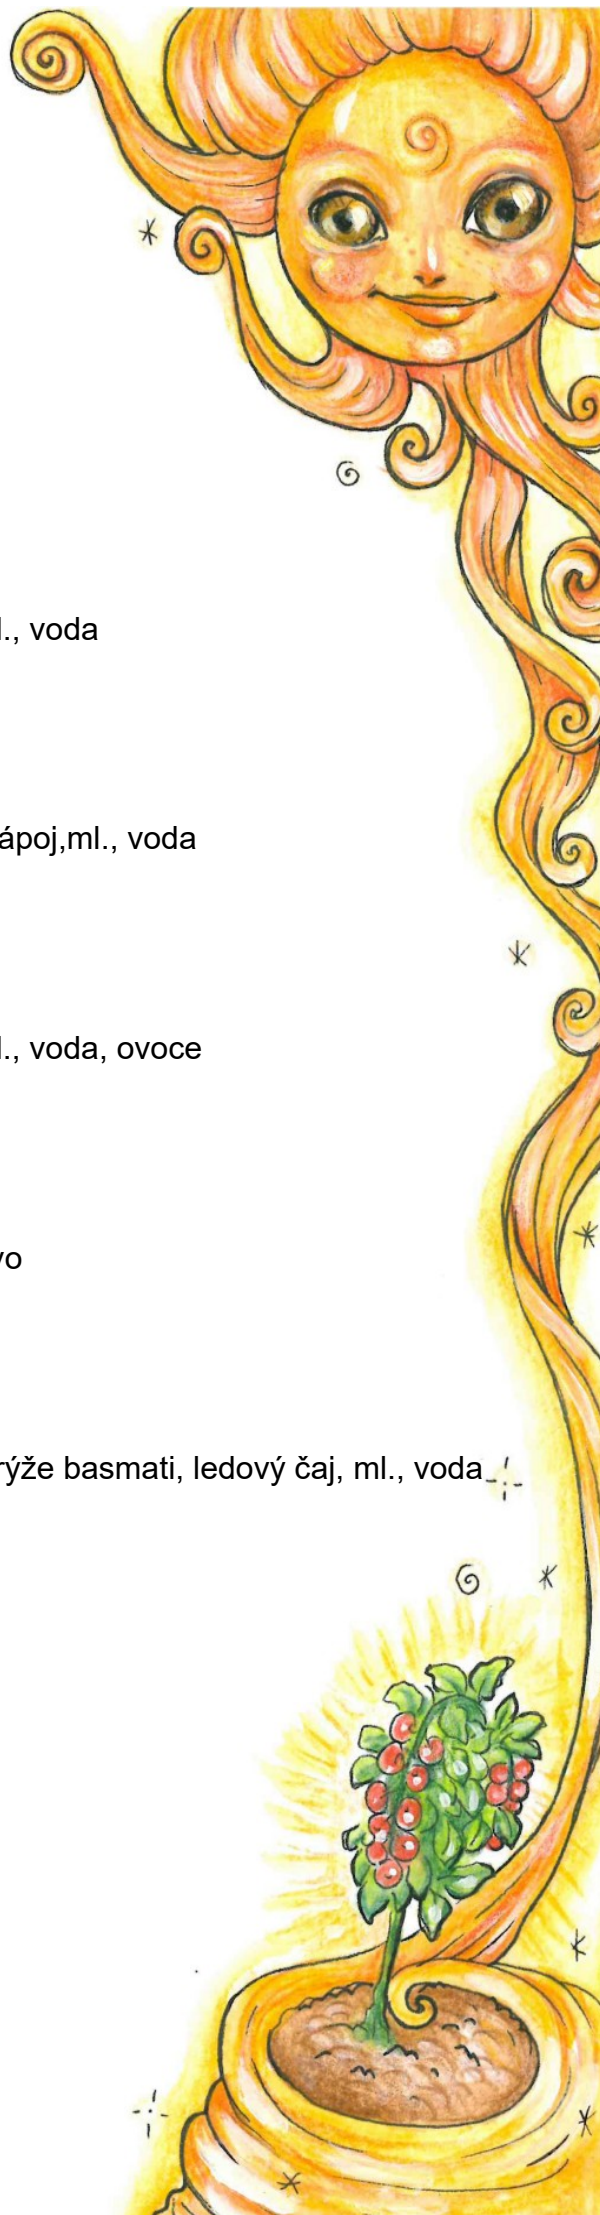 l., voda
ápoj,ml., voda
l., voda, ovoce
vo
rýže basmati, ledový čaj, ml., voda